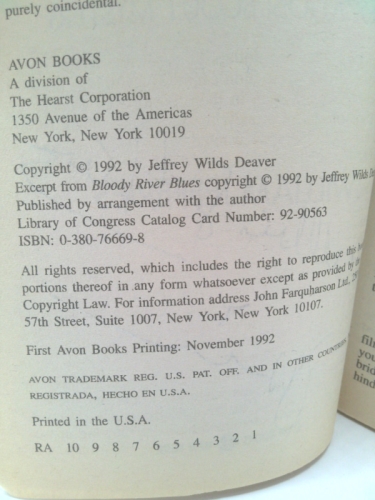 purely coincidental.
AVON BOOKS
A division of
The Hearst Corporation
1350 Avenue of the Americas
New York, New York 10019
Copyright © 1992 by Jeffrey Wilds Deaver
Excerpt from Bloody River Blues copyright © 1992 by Jeffrey Wilds
Published by arrangement with the author
Library of Congress Catalog Card Number: 92-90563
ISBN: 0-380-76669-8
All rights reserved, which includes the right to reproduce this
portions thereof in any form whatsoever except as provided by
Copyright Law. For information address John Farquharson Ltd.,
57th Street, Suite 1007, New York, New York 10107.
First Avon Books Printing: November 1992
AVON TRADEMARK REG. U.S. PAT. OFF. AND IN OTHER COUNTRIES,
REGISTRADA, HECHO EN U.S.A.
Printed in the U.S.A.
RA 10 9 8 7 6 5 4 3 2 1